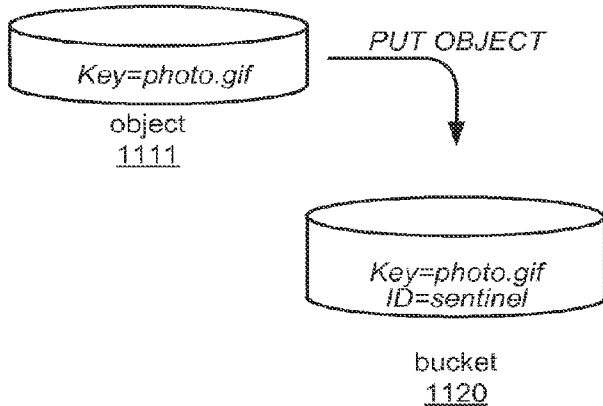 PUT OBJECT
Key=photo.gif
object
1111
Key=photo.gif
ID=sentinel
bucket
1120